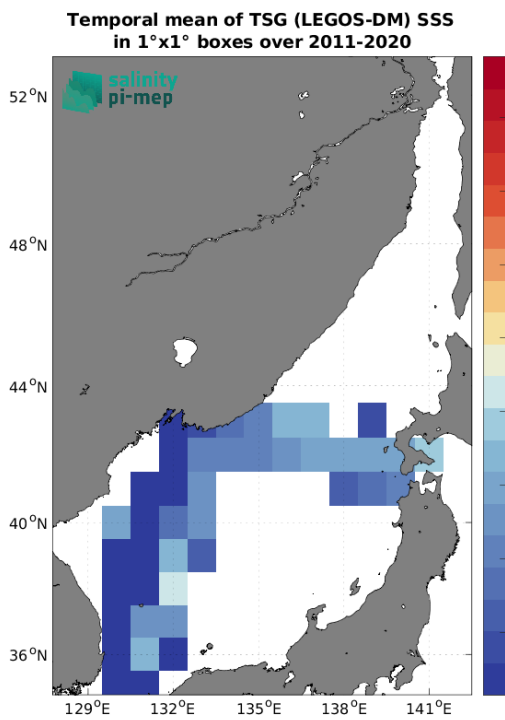 Temporal mean of TSG (LEGOS-DM) SSS
in 1°x1° boxes over 2011-2020
salinity
pi-mep
52°N
48°N
44°N
40°N
36°N
129°E 132°E 135°E 138°E 141°E